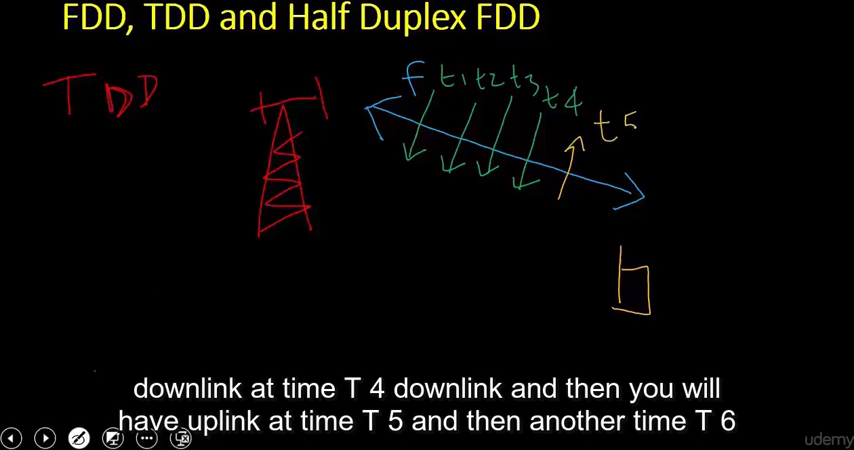 FDD, TDD and Half Duplex FDD
TDD
f t1 t2 t3 t4 t5
downlink at time T 4 downlink and then you will
have uplink at time T 5 and then another time T 6
udemy